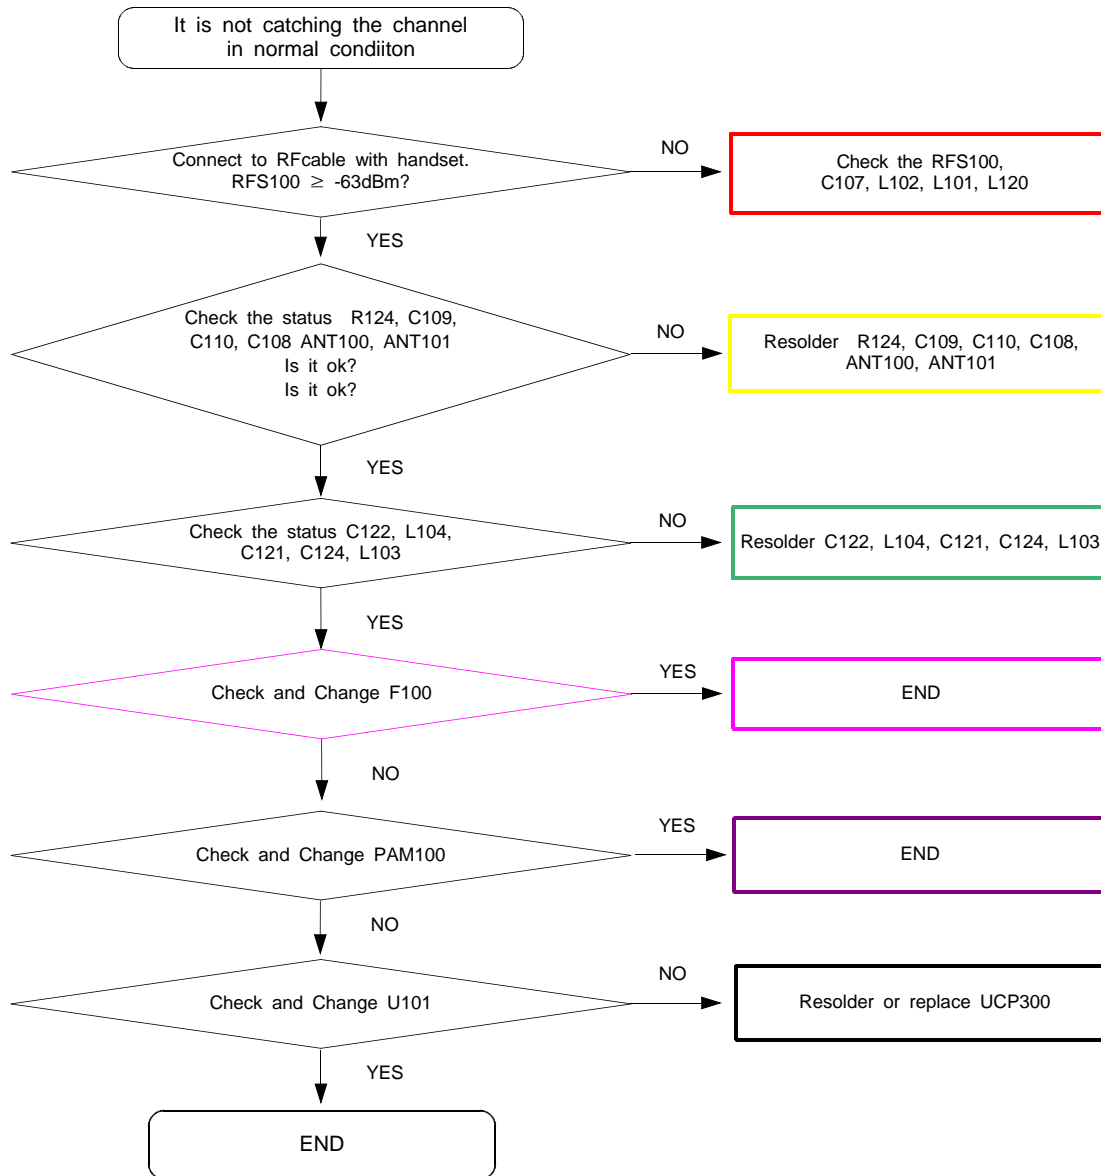 It is not catching the channel
in normal condiiton
Connect to RFcable with handset.
RFS100 ≥ -63dBm?
NO
Check the RFS100,
C107, L102, L101, L120
YES
Check the status R124, C109,
C110, C108 ANT100, ANT101
Is it ok?
Is it ok?
NO
Resolder R124, C109, C110, C108,
ANT100, ANT101
YES
Check the status C122, L104,
C121, C124, L103
NO
Resolder C122, L104, C121, C124, L103
YES
Check and Change F100
YES
END
NO
Check and Change PAM100
YES
END
NO
Check and Change U101
NO
Resolder or replace UCP300
YES
END